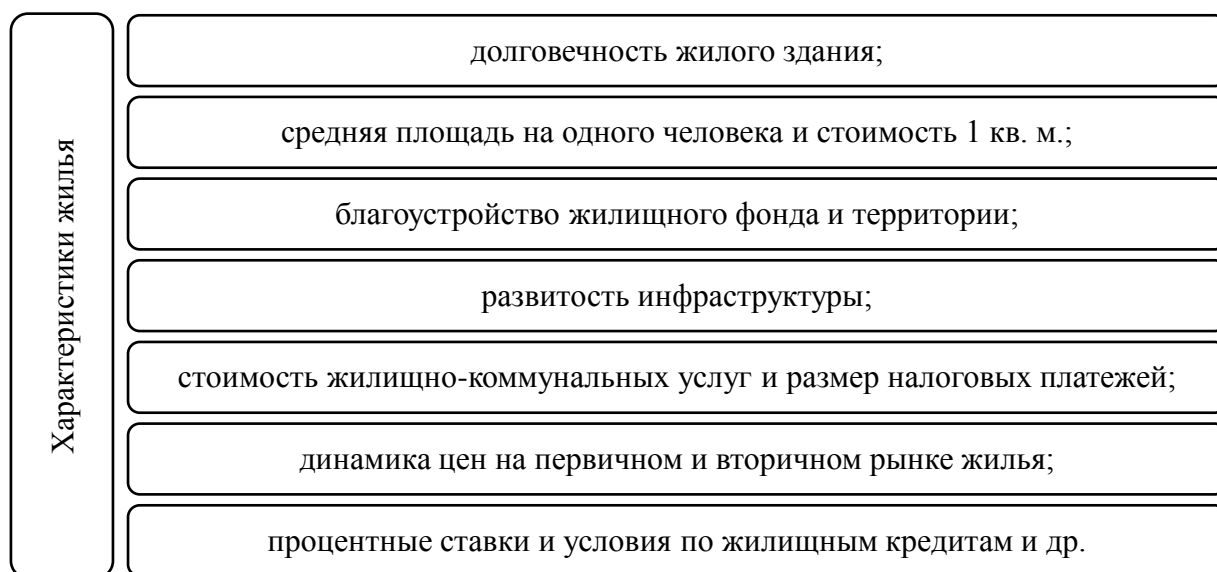 Характеристики жилья
долговечность жилого здания;
средняя площадь на одного человека и стоимость 1 кв. м.;
благоустройство жилищного фонда и территории;
развитость инфраструктуры;
стоимость жилищно-коммунальных услуг и размер налоговых платежей;
динамика цен на первичном и вторичном рынке жилья;
процентные ставки и условия по жилищным кредитам и др.